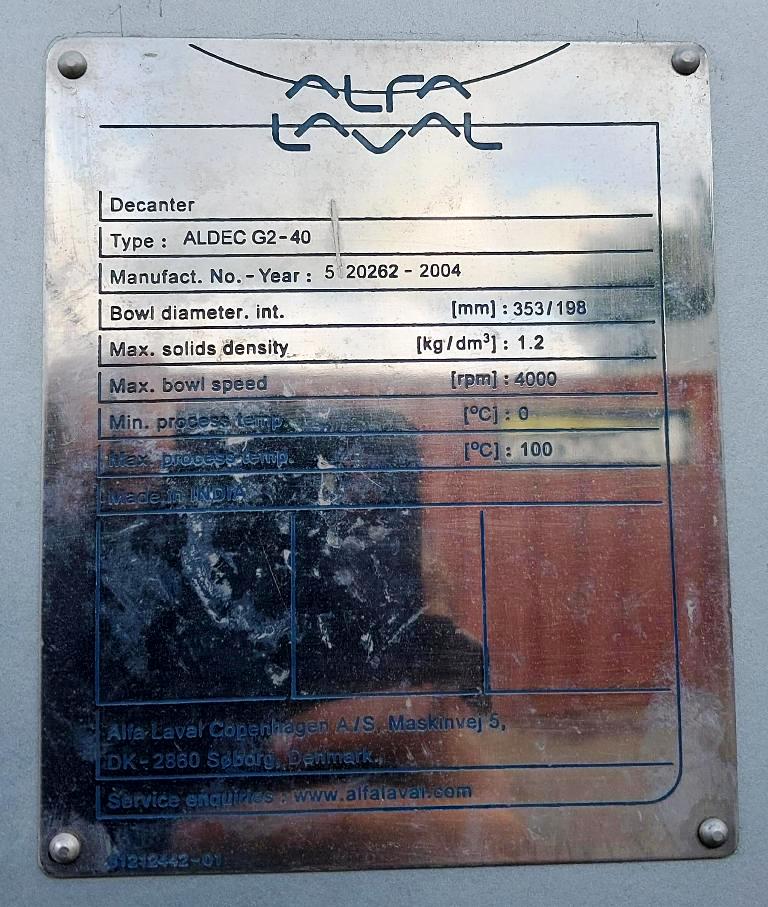 ALFA
LAVAL
Decanter
Type : ALDEC G2-40
Manufact. No. - Year : 5 20262 - 2004
Bowl diameter. int. [mm] : 353/198
Max. solids density [kg/dm³] : 1.2
Max. bowl speed [rpm] : 4000
Min. process temp. [°C] : 0
Max. process temp. [°C] : 100
Made in INDIA
Alfa Laval Copenhagen A/S, Maskinvej 5,
DK - 2860 Søborg, Denmark.
Service enquiries : www.alfalaval.com
61212442-01